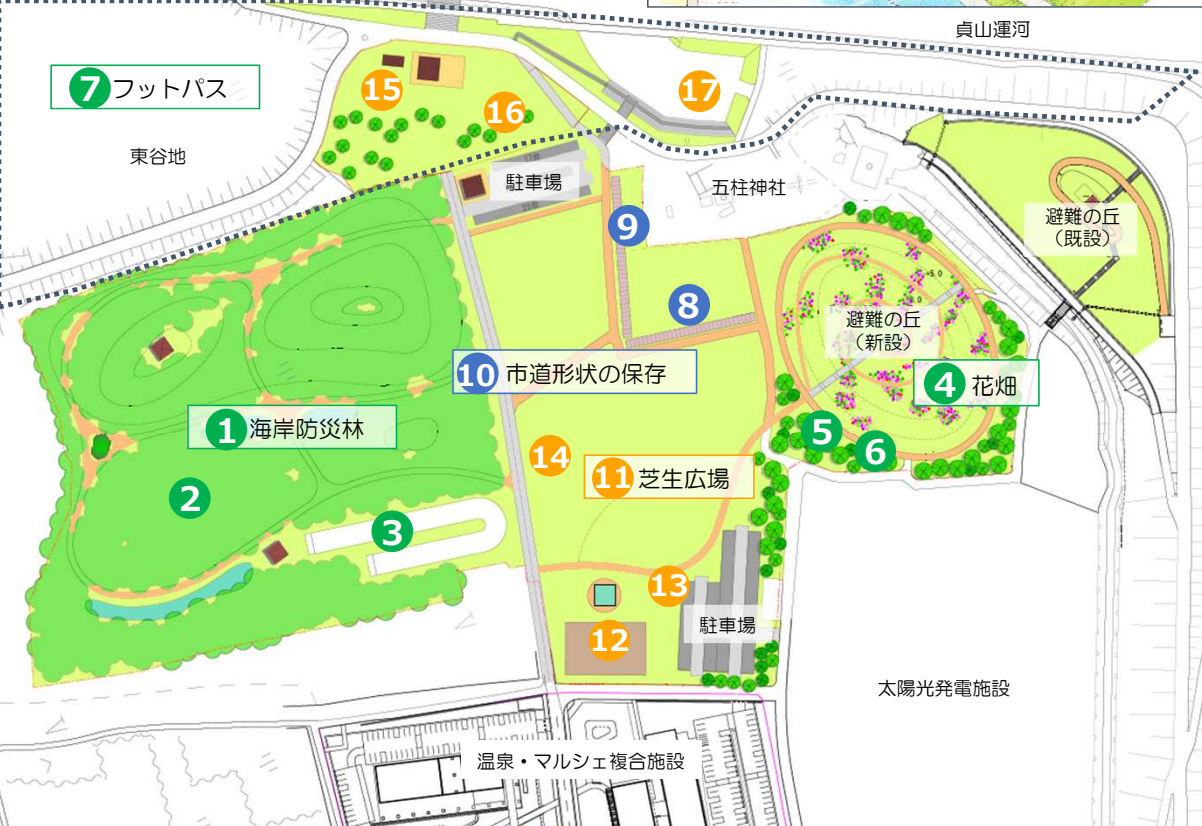 貞山運河
7 フットパス
15
16
17
東谷地
駐車場
五柱神社
9
避難の丘
（既設）
8
避難の丘
（新設）
10 市道形状の保存
4 花畑
1 海岸防災林
5
6
14
11 芝生広場
2
3
13
12
駐車場
太陽光発電施設
温泉・マルシェ複合施設